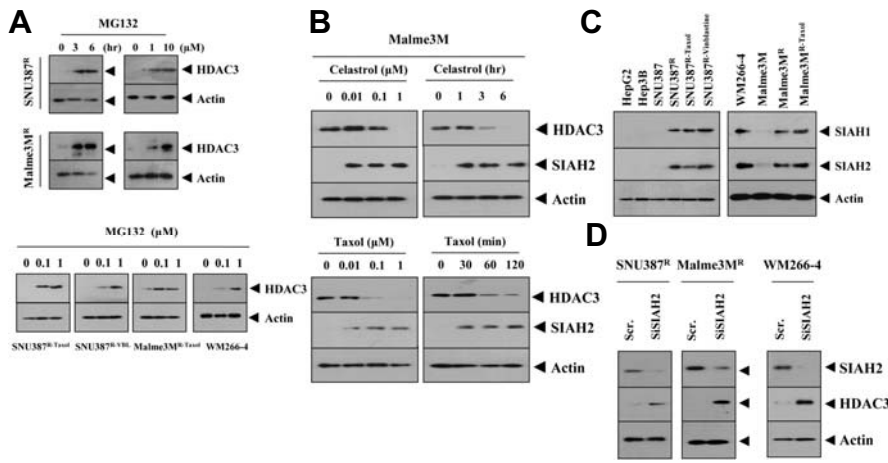 A
MG132
0 3 6 (hr) 0 1 10 (μM)
SNU387R
HDAC3
Actin
Malme3MR
HDAC3
Actin
MG132 (μM)
0 0.1 1 0 0.1 1 0 0.1 1 0 0.1 1
HDAC3
Actin
SNU387R-Taxol SNU387R-VBL Malme3MR-Taxol WM266-4
B
Malme3M
Celastrol (μM) Celastrol (hr)
0 0.01 0.1 1 0 1 3 6
HDAC3
SIAH2
Actin
Taxol (μM) Taxol (min)
0 0.01 0.1 1 0 30 60 120
HDAC3
SIAH2
Actin
C
HepG2
Hep3B
SNU387
SNU387R
SNU387R-Taxol
SNU387R-Vinblastine
WM266-4
Malme3M
Malme3MR
Malme3MR-Taxol
SIAH1
SIAH2
Actin
D
SNU387R Malme3MR WM266-4
Scr. SiSIAH2 Scr. SiSIAH2 Scr. SiSIAH2
SIAH2
HDAC3
Actin